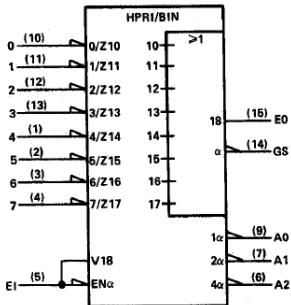 HPRI/BIN
0 (10) 0/Z10 10 ≥1
1 (11) 1/Z11 11
2 (12) 2/Z12 12
3 (13) 3/Z13 13 18 (15) EO
4 (1) 4/Z14 14 α (14) GS
5 (2) 5/Z15 15
6 (3) 6/Z16 16
7 (4) 7/Z17 17
1α (9) A0
V18 2α (7) A1
EI (5) ENα 4α (6) A2